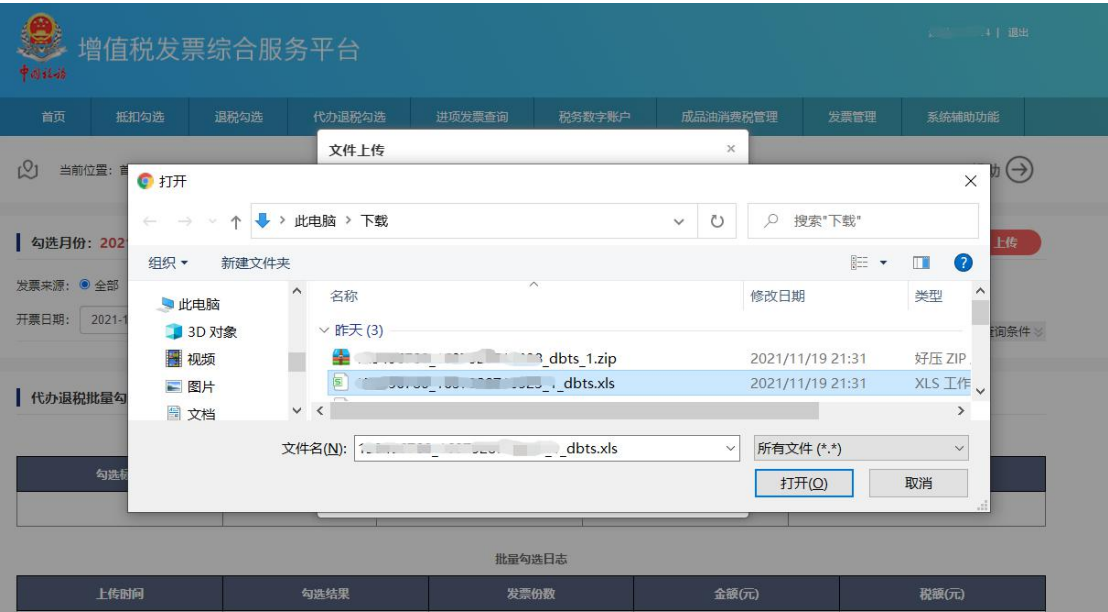 增值税发票综合服务平台
中国税务
退出
首页 抵扣勾选 退税勾选 代办退税勾选 进项发票查询 税务数字账户 成品油消费税管理 发票管理 系统辅助功能
文件上传 ×
当前位置：
打开
此电脑 > 下载
搜索"下载"
勾选月份：202
上传
组织 新建文件夹
发票来源： 全部
此电脑
名称 修改日期 类型
开票日期： 2021-1
3D 对象
昨天 (3)
询条件
视频
_dbts_1.zip 2021/11/19 21:31 好压 ZIP
图片
_dbts.xls 2021/11/19 21:31 XLS 工作
代办退税批量勾
文档
文件名(N): _dbts.xls 所有文件 (*.*)
勾选标
打开(O) 取消
批量勾选日志
上传时间 勾选结果 发票份数 金额(元) 税额(元)